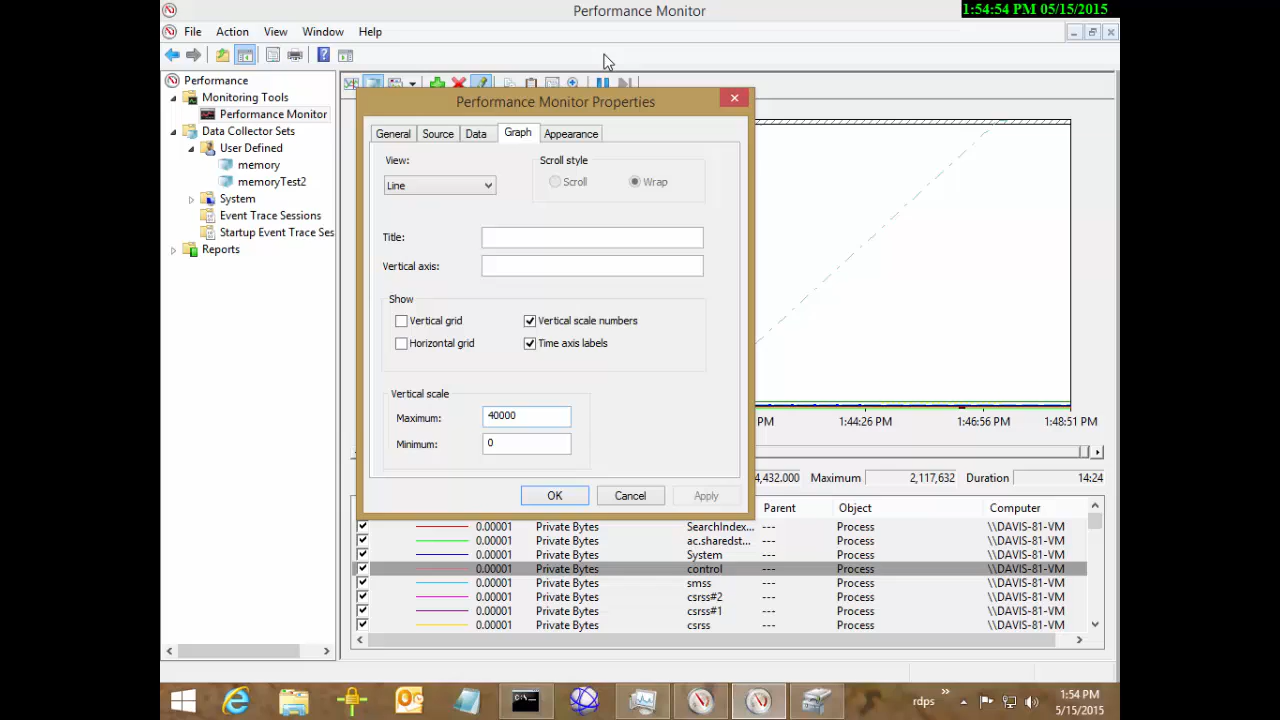 Performance Monitor
1:54:54 PM 05/15/2015
File Action View Window Help
Performance
Monitoring Tools
Performance Monitor
Data Collector Sets
User Defined
memory
memoryTest2
System
Event Trace Sessions
Startup Event Trace Ses
Reports
Performance Monitor Properties
General Source Data Graph Appearance
View:
Line
Scroll style
Scroll Wrap
Title:
Vertical axis:
Show
Vertical grid Vertical scale numbers
Horizontal grid Time axis labels
Vertical scale
Maximum: 40000
Minimum: 0
OK Cancel Apply
PM 1:44:26 PM 1:46:56 PM 1:48:51 PM
4,432.000 Maximum 2,117,632 Duration 14:24
Parent Object Computer
0.00001 Private Bytes SearchIndex... --- Process \\DAVIS-81-VM
0.00001 Private Bytes ac.sharedst... --- Process \\DAVIS-81-VM
0.00001 Private Bytes System --- Process \\DAVIS-81-VM
0.00001 Private Bytes control --- Process \\DAVIS-81-VM
0.00001 Private Bytes smss --- Process \\DAVIS-81-VM
0.00001 Private Bytes csrss#2 --- Process \\DAVIS-81-VM
0.00001 Private Bytes csrss#1 --- Process \\DAVIS-81-VM
0.00001 Private Bytes csrss --- Process \\DAVIS-81-VM
rdps
1:54 PM
5/15/2015